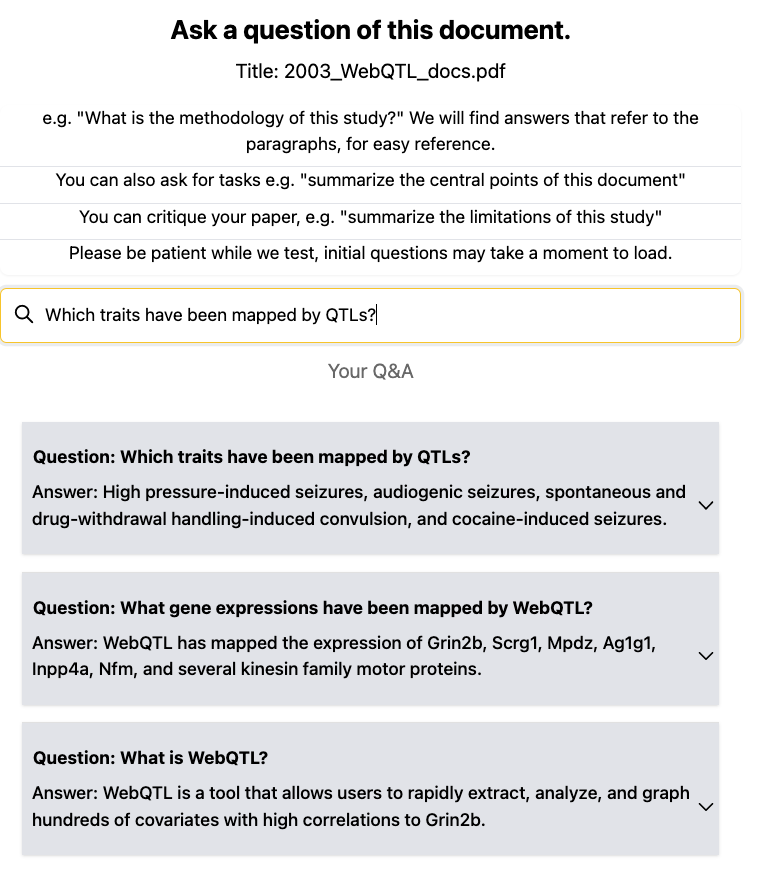 Ask a question of this document.
Title: 2003_WebQTL_docs.pdf
e.g. "What is the methodology of this study?" We will find answers that refer to the
paragraphs, for easy reference.
You can also ask for tasks e.g. "summarize the central points of this document"
You can critique your paper, e.g. "summarize the limitations of this study"
Please be patient while we test, initial questions may take a moment to load.
Which traits have been mapped by QTLs?
Your Q&A
Question: Which traits have been mapped by QTLs?
Answer: High pressure-induced seizures, audiogenic seizures, spontaneous and
drug-withdrawal handling-induced convulsion, and cocaine-induced seizures.
Question: What gene expressions have been mapped by WebQTL?
Answer: WebQTL has mapped the expression of Grin2b, Scrg1, Mpdz, Ag1g1,
Inpp4a, Nfm, and several kinesin family motor proteins.
Question: What is WebQTL?
Answer: WebQTL is a tool that allows users to rapidly extract, analyze, and graph
hundreds of covariates with high correlations to Grin2b.